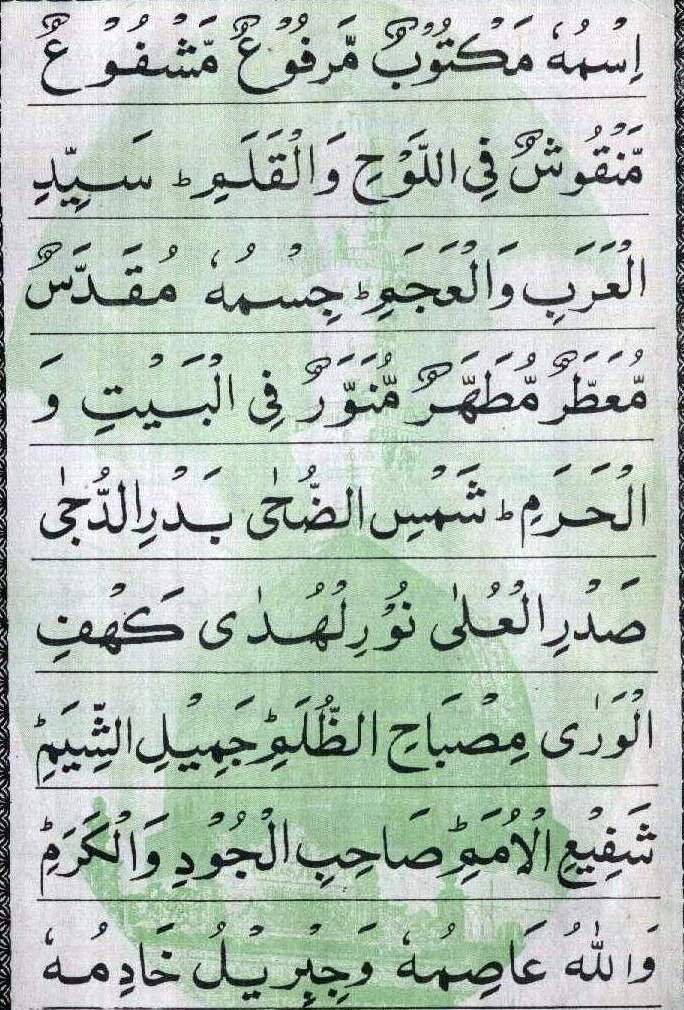 اِسْمُهٗ مَكْتُوْبٌ مَّرْفُوْعٌ مَّشْفُوْعٌ
مَّنْقُوْشٌ فِي اللَّوْحِ وَالْقَلَمِ ؕ سَيِّدِ
الْعَرَبِ وَالْعَجَمِ ؕ جِسْمُهٗ مُقَدَّسٌ
مُّعَطَّرٌ مُّطَهَّرٌ مُّنَوَّرٌ فِي الْبَيْتِ وَ
الْحَرَمِ ؕ شَمْسِ الضُّحٰى بَدْرِ الدُّجٰى
صَدْرِ الْعُلٰى نُوْرِ لْهُدٰى كَهْفِ
الْوَرٰى مِصْبَاحِ الظُّلَمِ ؕ جَمِيْلِ الشِّيَمِ ؕ
شَفِيْعِ الْاُمَمِ ؕ صَاحِبِ الْجُوْدِ وَالْكَرَمِ ؕ
وَاللّٰهُ عَاصِمُهٗ وَجِبْرِيْلُ خَادِمُهٗ